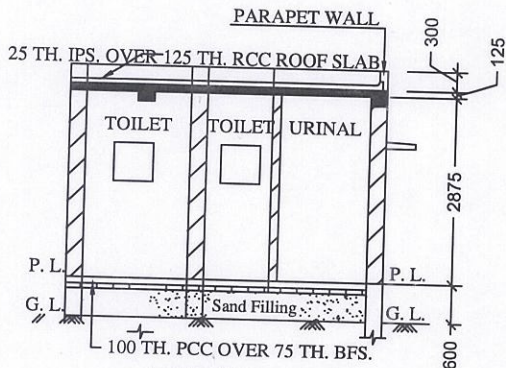 PARAPET WALL
25 TH. IPS. OVER 125 TH. RCC ROOF SLAB
300
125
TOILET
TOILET
URINAL
2875
P. L.
P. L.
G. L.
Sand Filling
G. L.
600
100 TH. PCC OVER 75 TH. BFS.